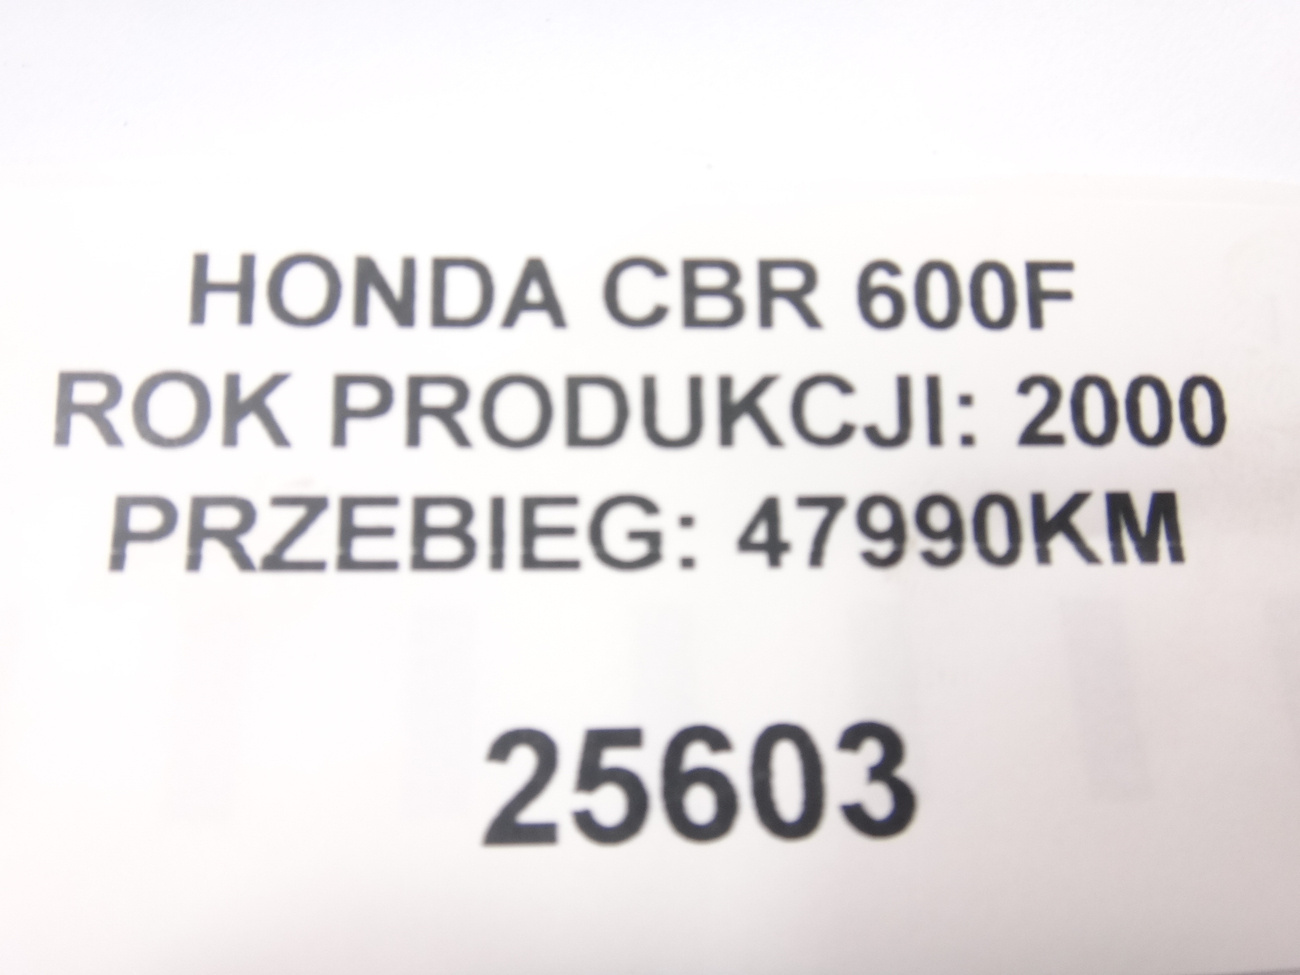 HONDA CBR 600F
ROK PRODUKCJI: 2000
PRZEBIEG: 47990KM
25603